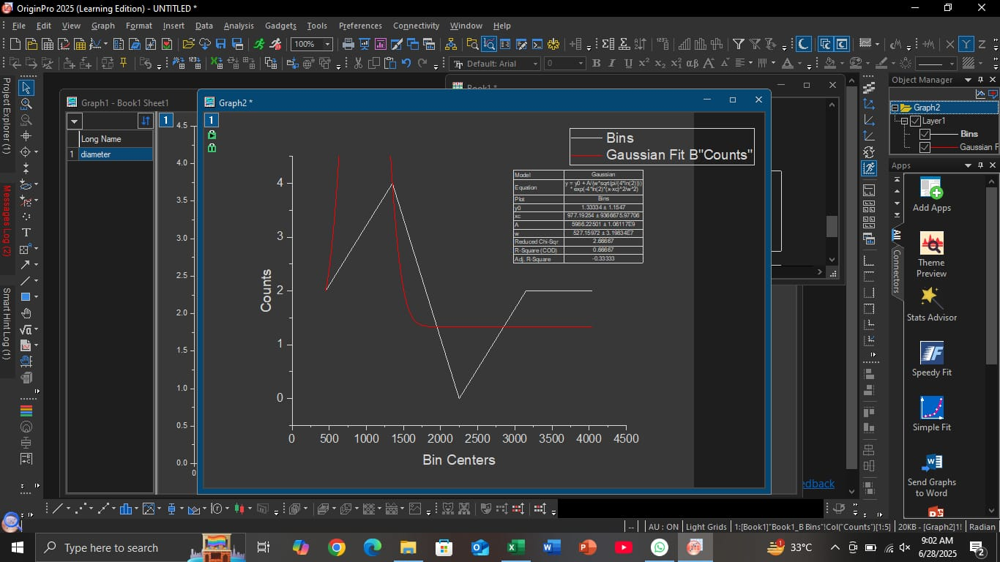 OriginPro 2025 (Learning Edition) - UNTITLED *
File Edit View Graph Format Insert Data Analysis Gadgets Tools Preferences Connectivity Window Help
100%
Default: Arial
0
Project Explorer (1)
Messages Log (2)
Smart Hint Log (1)
Graph1 - Book1 Sheet1
Long Name
1 diameter
1
4.5
4.0
3.5
3.0
2.5
2.0
1.5
1.0
0.5
0.0
0
Book1 *
Graph2 *
1
Bins
Gaussian Fit B"Counts"
Model Gaussian
Equation y = y0 + A/(w*sqrt(pi/(4*ln(2)))) * exp(-4*ln(2)*(x-xc)^2/w^2)
Plot Bins
y0 1.33334 ± 1.1547
xc 977.19254 ± 9366675.97706
A 5986.22501 ± 1.06117E9
w 527.15972 ± 3.19834E7
Reduced Chi-Sqr 2.66667
R-Square (COD) 0.66667
Adj. R-Square -0.33333
4
3
2
1
0
Counts
0 500 1000 1500 2000 2500 3000 3500 4000 4500
Bin Centers
edback
Object Manager
Graph2
Layer1
Bins
Gaussian F
Apps
All
Connectors
Add Apps
Theme
Preview
Stats Advisor
Speedy Fit
Simple Fit
Send Graphs
to Word
-- AU : ON Light Grids 1:[Book1]"Book1_B Bins"!Col("Counts")[1:5] 20KB - [Graph2]1! Radian
Type here to search
33°C
9:02 AM
6/28/2025
2